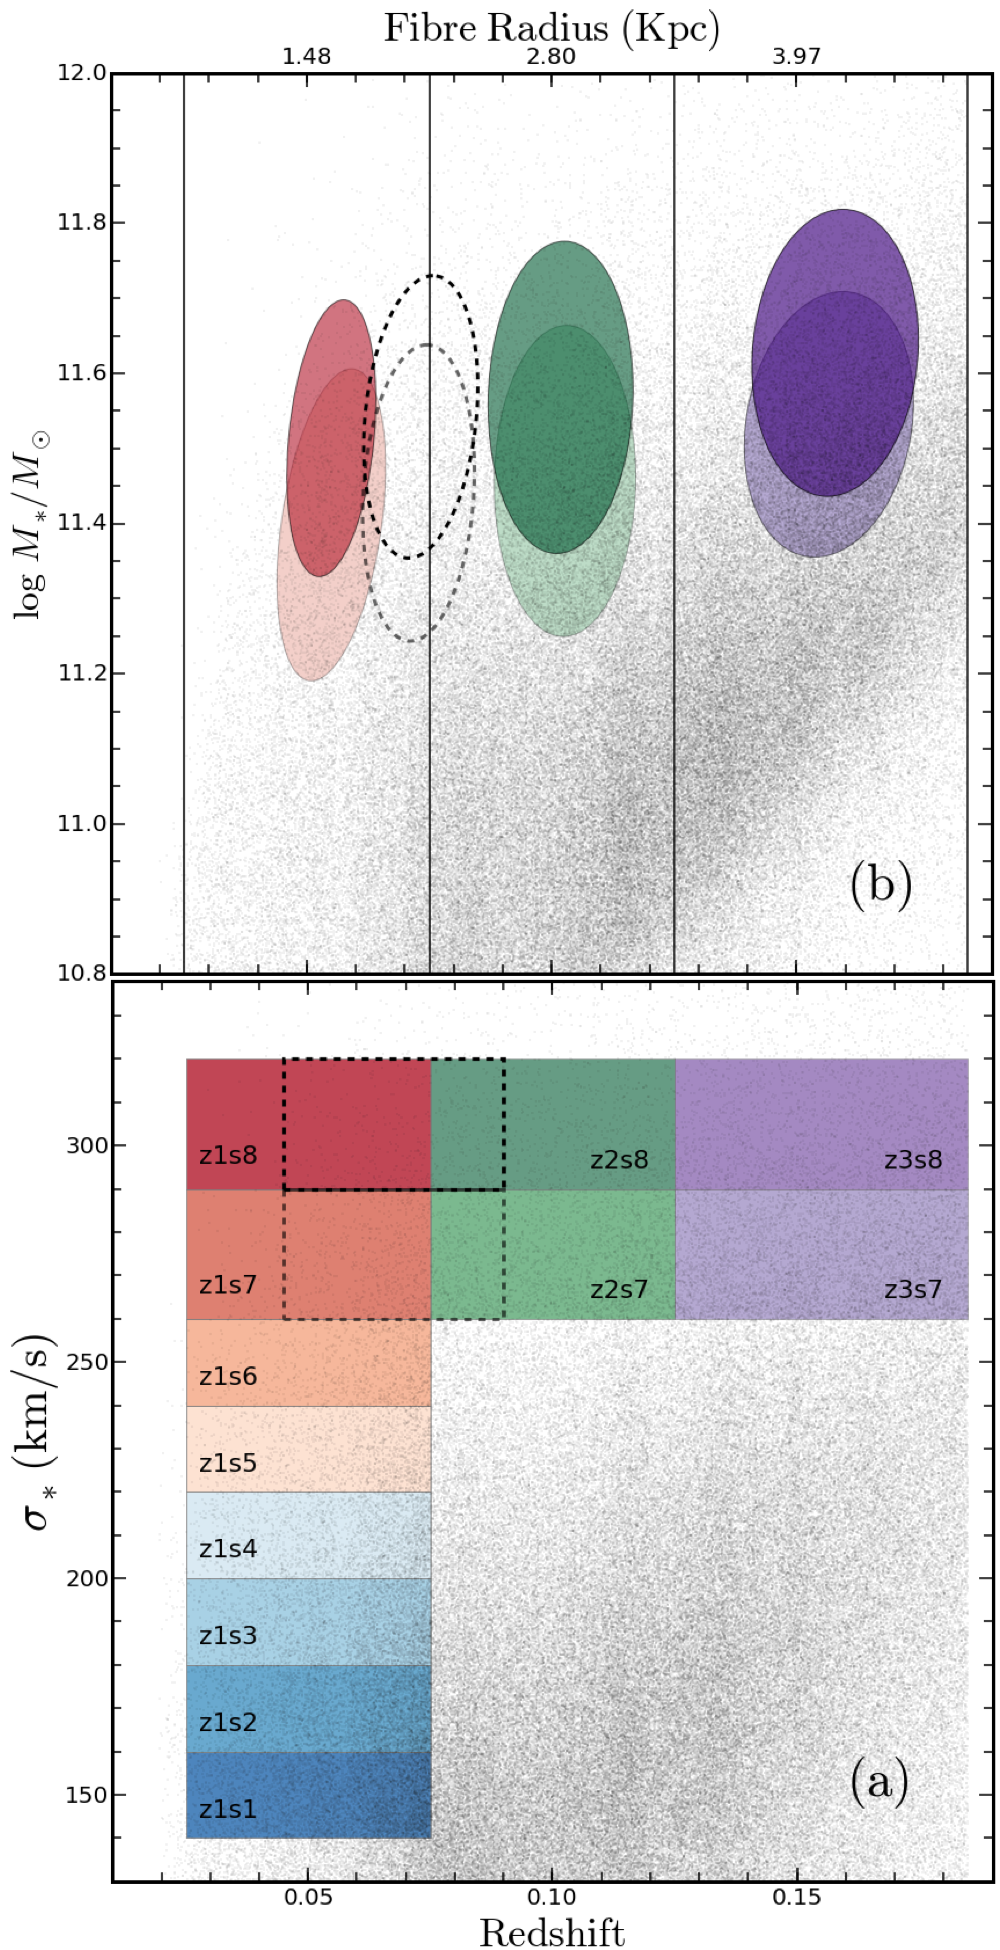 Fibre Radius (Kpc)
1.48 2.80 3.97
12.0
11.8
11.6
11.4
11.2
11.0
10.8
log M*/M⊙
(b)
z1s8 z2s8 z3s8
z1s7 z2s7 z3s7
z1s6
z1s5
z1s4
z1s3
z1s2
z1s1
300
250
200
150
σ* (km/s)
(a)
0.05 0.10 0.15
Redshift